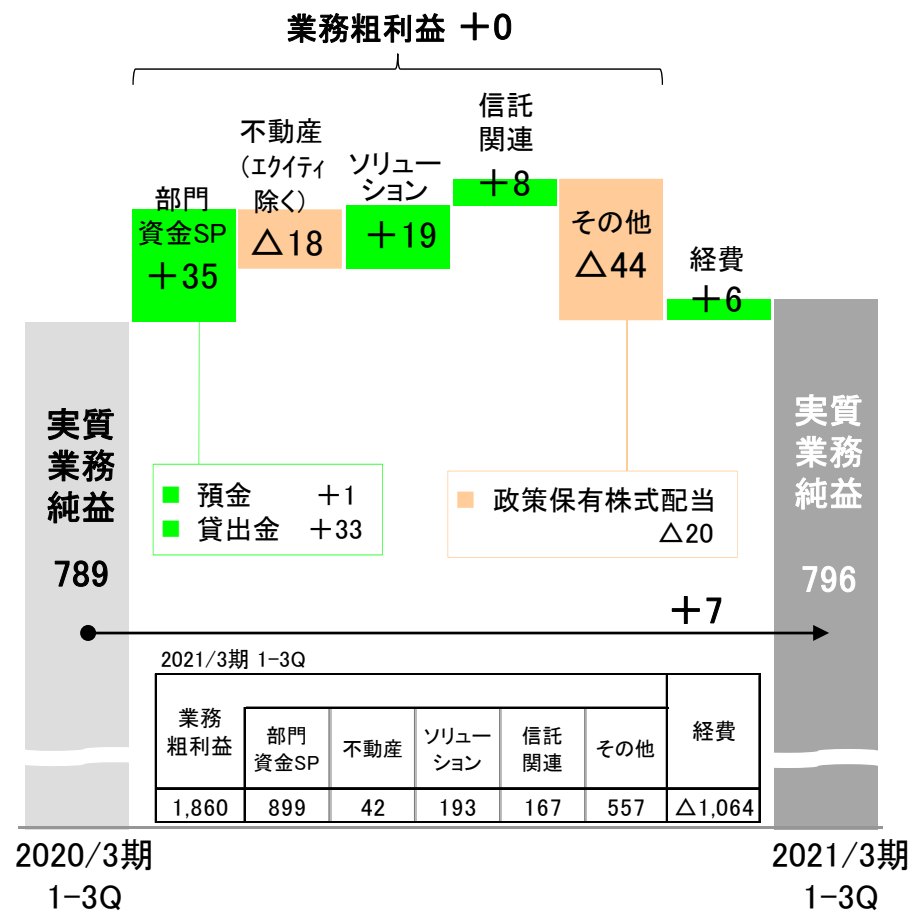 業務粗利益 ＋0
部門
資金SP
＋35
不動産
(ｴｸｲﾃｨ
除く)
△18
ソリュー
ション
＋19
信託
関連
＋8
その他
△44
経費
＋6
実質
業務
純益
789
預金 ＋1
貸出金 ＋33
政策保有株式配当
△20
実質
業務
純益
796
＋7
2021/3期 1-3Q
業務
粗利益
部門
資金SP
不動産
ソリュー
ション
信託
関連
その他
経費
1,860 899 42 193 167 557 △1,064
2020/3期
1-3Q
2021/3期
1-3Q